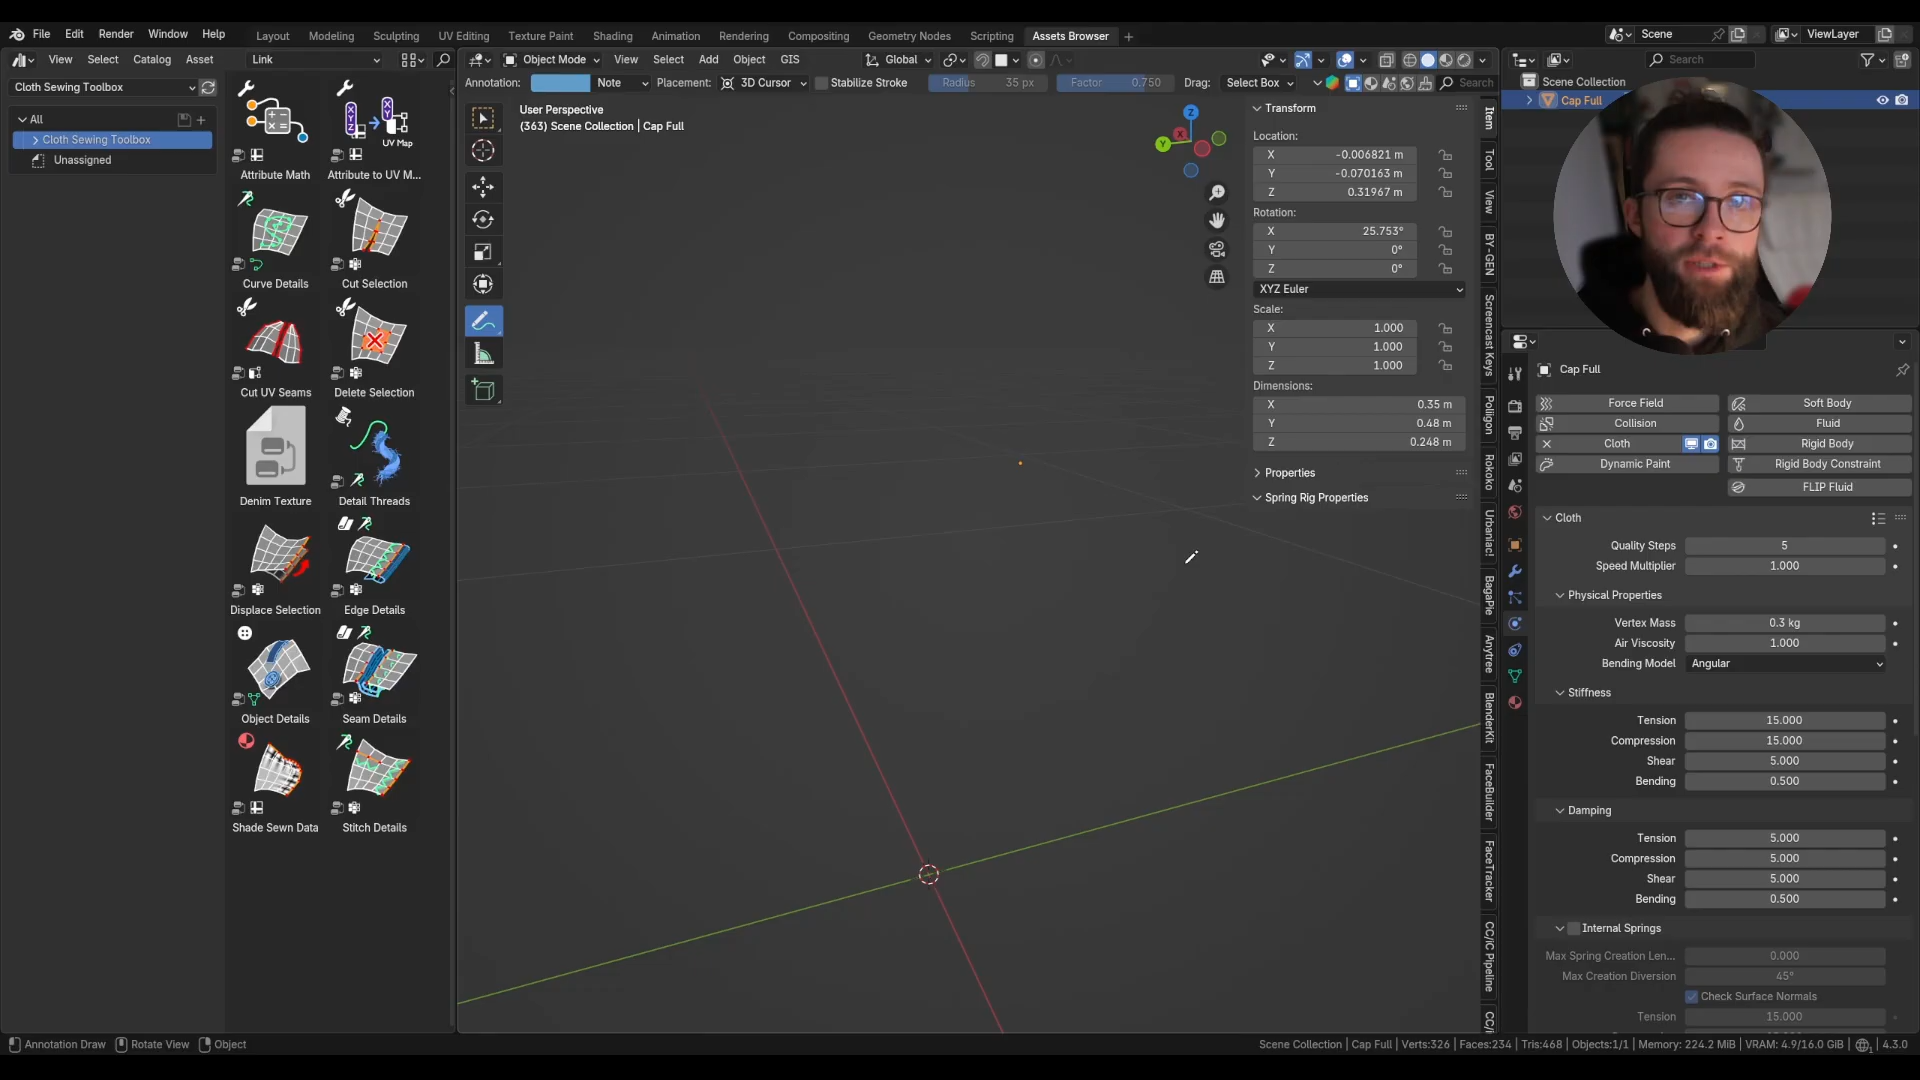 File Edit Render Window Help
Layout Modeling Sculpting UV Editing Texture Paint Shading Animation Rendering Compositing Geometry Nodes Scripting Assets Browser
Scene ViewLayer
View Select Catalog Asset Link
Object Mode View Select Add Object GIS Global
Search
Cloth Sewing Toolbox
Annotation: Note Placement: 3D Cursor Stabilize Stroke Radius 35 px Factor 0.750 Drag: Select Box Search
Scene Collection
Cap Full
All
Cloth Sewing Toolbox
Unassigned
Attribute Math
XYZ
XYZ
UV Map
Attribute to UV M...
Curve Details
Cut Selection
Cut UV Seams
Delete Selection
Denim Texture
Detail Threads
Displace Selection
Edge Details
Object Details
Seam Details
Shade Sewn Data
Stitch Details
User Perspective
(363) Scene Collection | Cap Full
Z
Y
X
Transform
Location:
X -0.006821 m
Y -0.070163 m
Z 0.31967 m
Rotation:
X 25.753°
Y 0°
Z 0°
XYZ Euler
Scale:
X 1.000
Y 1.000
Z 1.000
Dimensions:
X 0.35 m
Y 0.48 m
Z 0.248 m
Properties
Spring Rig Properties
Item
Tool
View
BY-GEN
Screencast Keys
Poliigon
Rokoko
Urbaniac!
BagaPie
Anytree
BlenderKit
FaceBuilder
FaceTracker
CC/iC Pipeline
CC/i
Cap Full
Force Field Soft Body
Collision Fluid
Cloth Rigid Body
Dynamic Paint Rigid Body Constraint
FLIP Fluid
Cloth
Quality Steps 5
Speed Multiplier 1.000
Physical Properties
Vertex Mass 0.3 kg
Air Viscosity 1.000
Bending Model Angular
Stiffness
Tension 15.000
Compression 15.000
Shear 5.000
Bending 0.500
Damping
Tension 5.000
Compression 5.000
Shear 5.000
Bending 0.500
Internal Springs
Max Spring Creation Len... 0.000
Max Creation Diversion 45°
Check Surface Normals
Tension 15.000
Annotation Draw Rotate View Object
Scene Collection | Cap Full | Verts:326 | Faces:234 | Tris:468 | Objects:1/1 | Memory: 224.2 MiB | VRAM: 4.9/16.0 GiB | 4.3.0